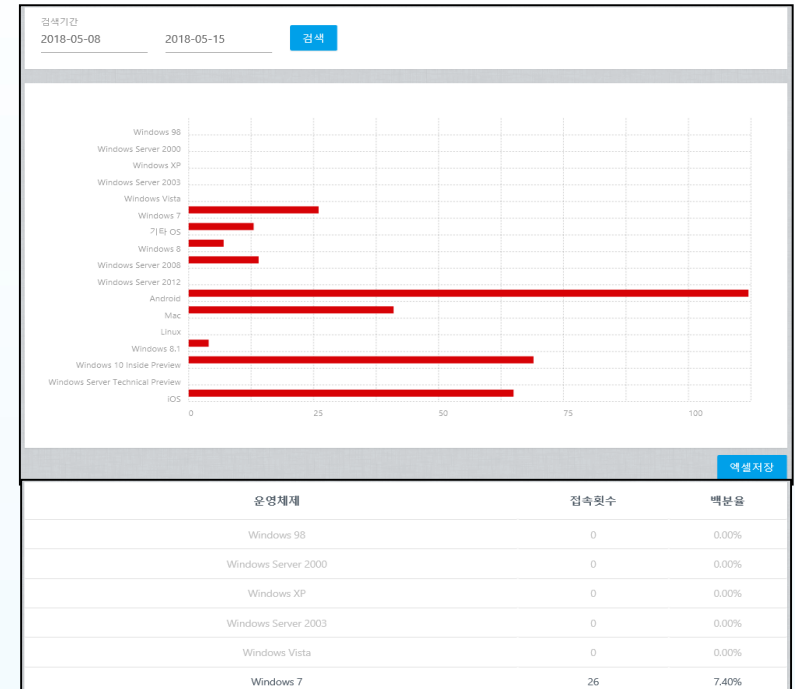 검색기간
2018-05-08 2018-05-15 검색
Windows 98
Windows Server 2000
Windows XP
Windows Server 2003
Windows Vista
Windows 7
기타 OS
Windows 8
Windows Server 2008
Windows Server 2012
Android
Mac
Linux
Windows 8.1
Windows 10 Inside Preview
Windows Server Technical Preview
iOS
0 25 50 75 100
엑셀저장
운영체제 접속횟수 백분율
Windows 98 0 0.00%
Windows Server 2000 0 0.00%
Windows XP 0 0.00%
Windows Server 2003 0 0.00%
Windows Vista 0 0.00%
Windows 7 26 7.40%